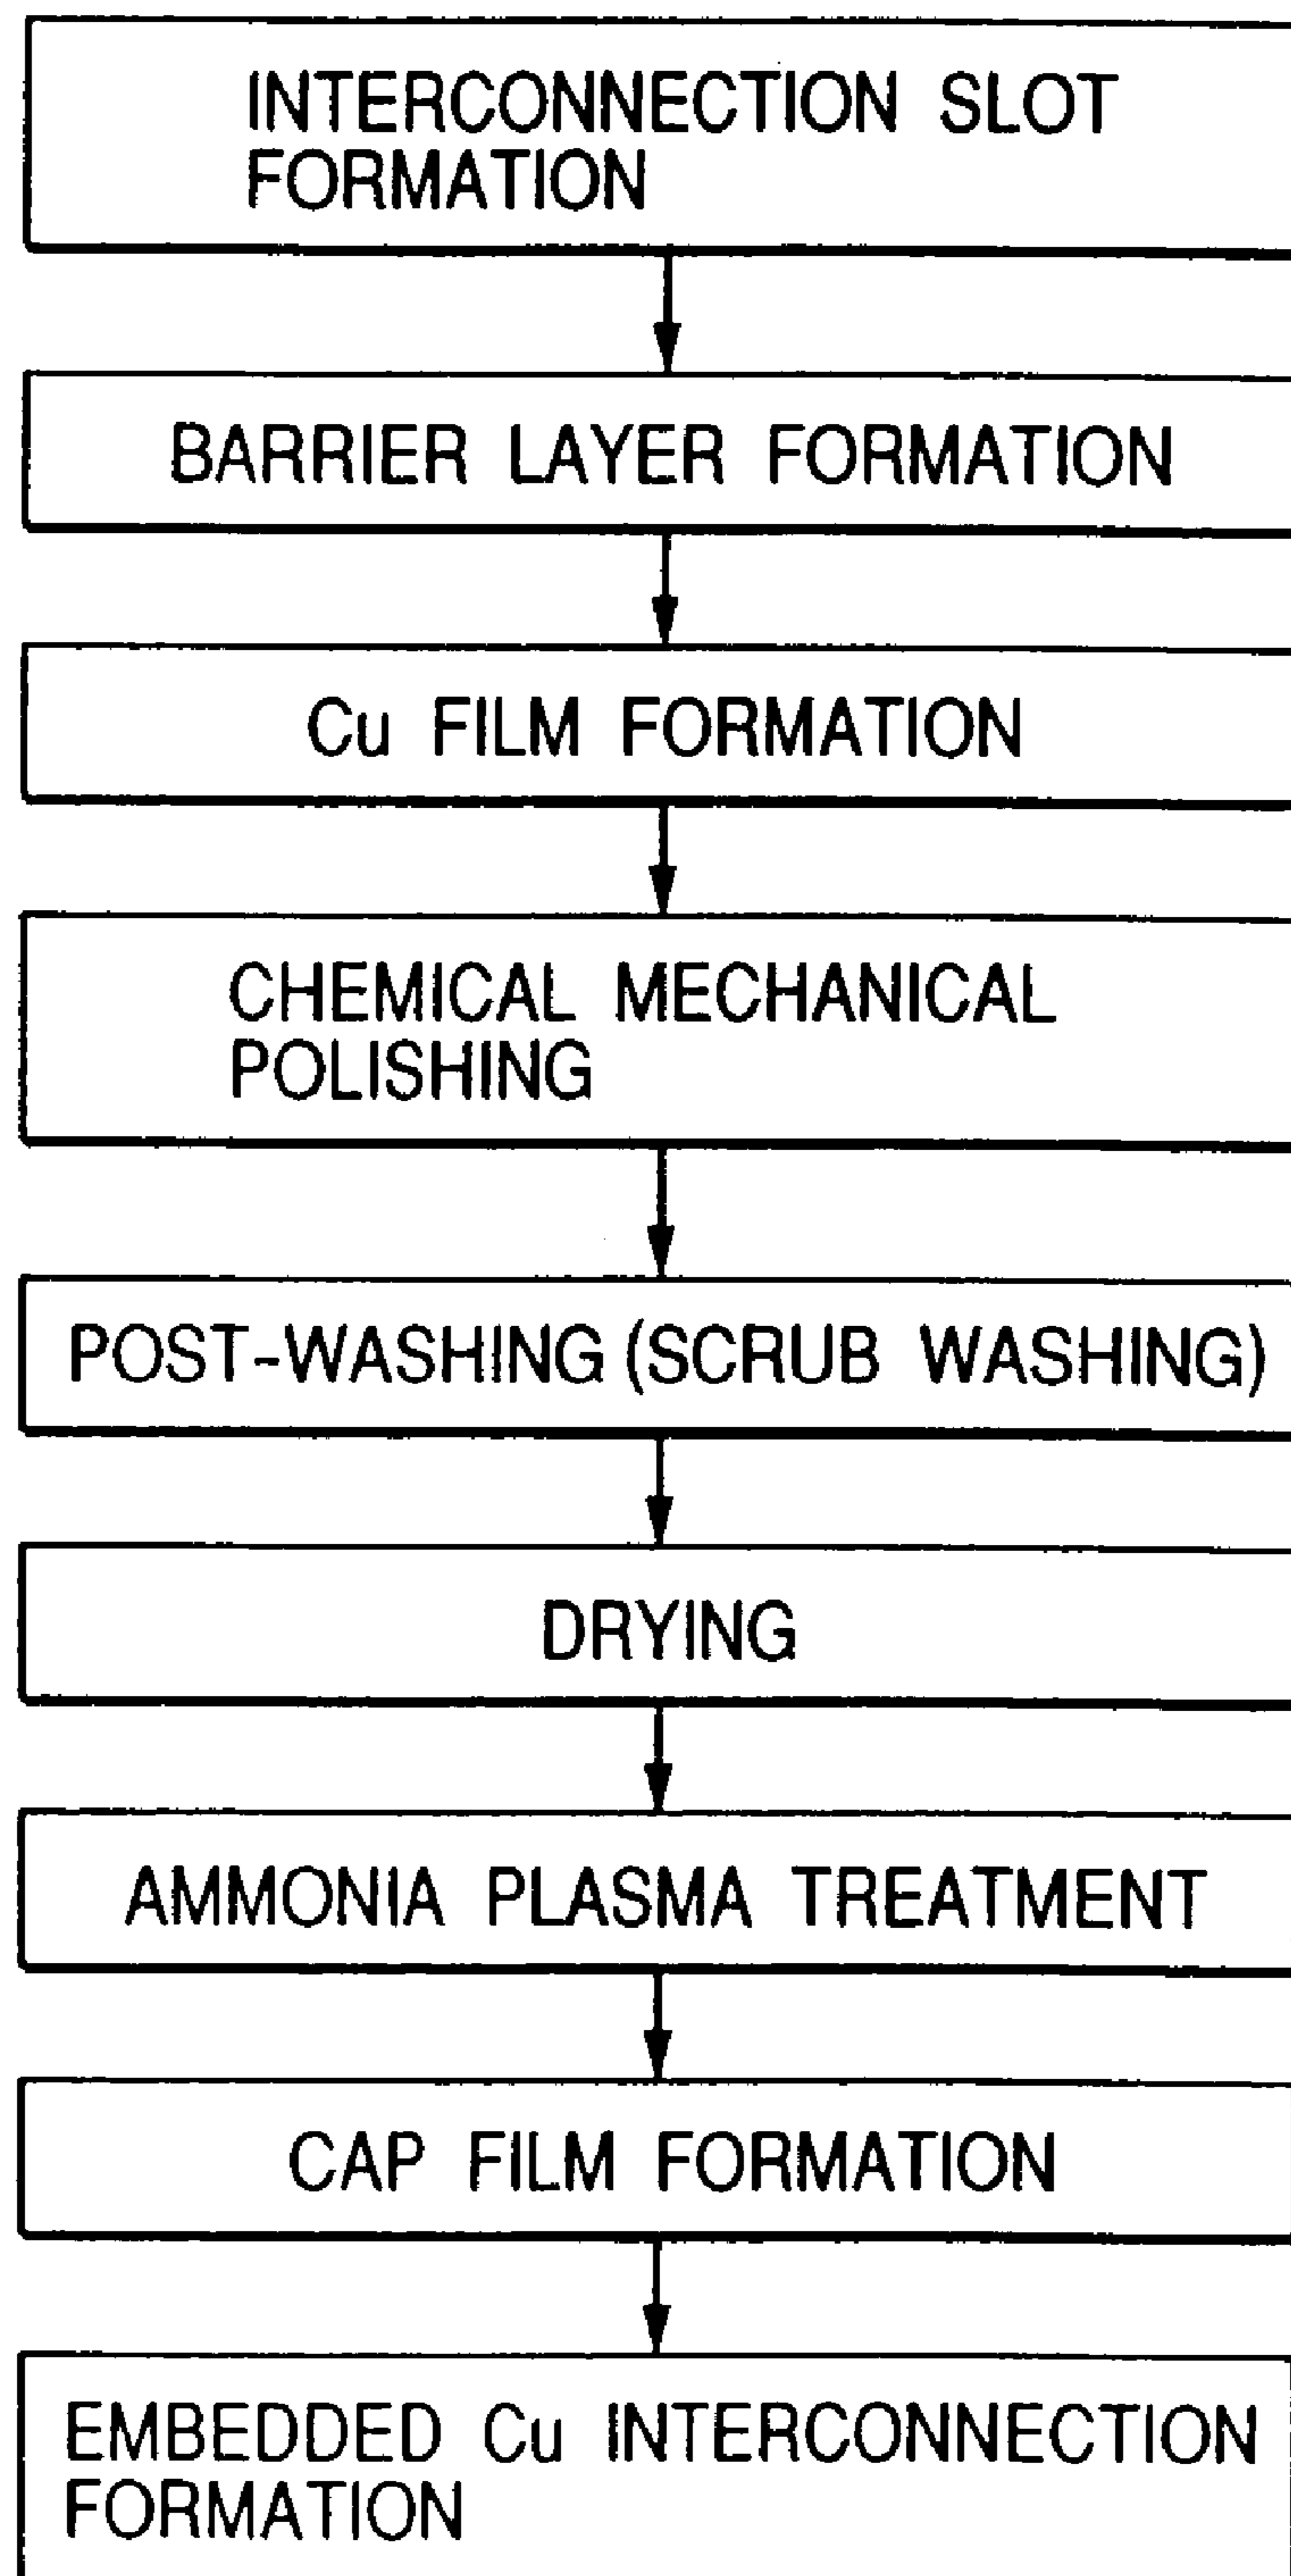 INTERCONNECTION SLOT
FORMATION
BARRIER LAYER FORMATION
Cu FILM FORMATION
CHEMICAL MECHANICAL
POLISHING
POST-WASHING (SCRUB WASHING)
DRYING
AMMONIA PLASMA TREATMENT
CAP FILM FORMATION
EMBEDDED Cu INTERCONNECTION
FORMATION